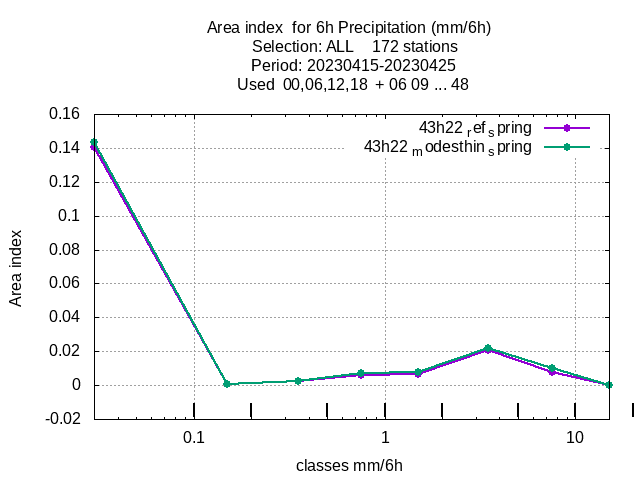 Area index for 6h Precipitation (mm/6h)
Selection: ALL 172 stations
Period: 20230415-20230425
Used 00,06,12,18 + 06 09 ... 48
43h22 ref spring
43h22 modesthin spring
0.16
0.14
0.12
0.1
0.08
0.06
0.04
0.02
0
-0.02
Area index
0.1 1 10
classes mm/6h